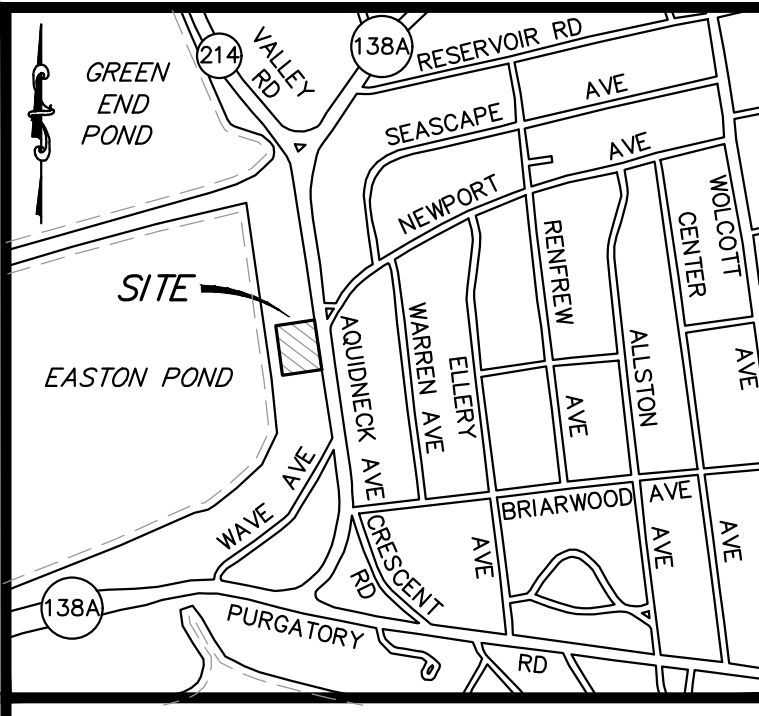 GREEN
END
POND
214
VALLEY
RD
138A
RESERVOIR RD
SEASCAPE AVE
NEWPORT AVE
WOLCOTT
AVE
CENTER
AVE
RENFREW
AVE
ALLSTON
AVE
SITE
EASTON POND
AQUIDNECK AVE
WARREN AVE
ELLERY
AVE
WAVE AVE
BRIARWOOD AVE
CRESCENT
RD
138A
PURGATORY
RD